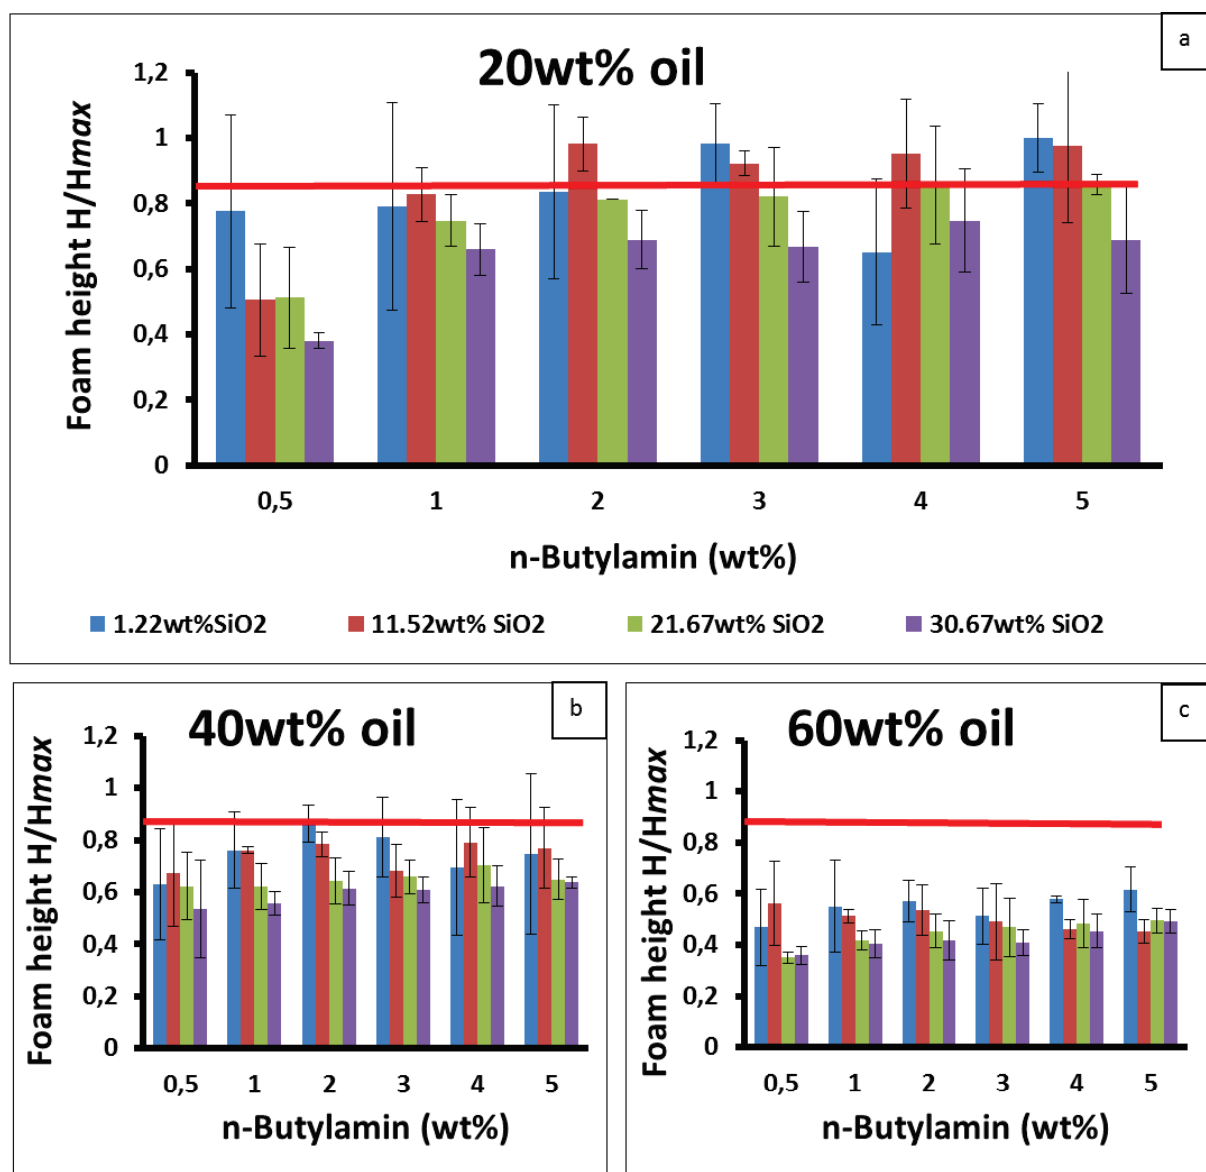 a
20wt% oil
Foam height H/Hmax
1,2
1
0,8
0,6
0,4
0,2
0
0,5 1 2 3 4 5
n-Butylamin (wt%)
1.22wt%SiO2 11.52wt% SiO2 21.67wt% SiO2 30.67wt% SiO2
b
40wt% oil
Foam height H/Hmax
1,2
1
0,8
0,6
0,4
0,2
0
0,5 1 2 3 4 5
n-Butylamin (wt%)
c
60wt% oil
Foam height H/Hmax
1,2
1
0,8
0,6
0,4
0,2
0
0,5 1 2 3 4 5
n-Butylamin (wt%)